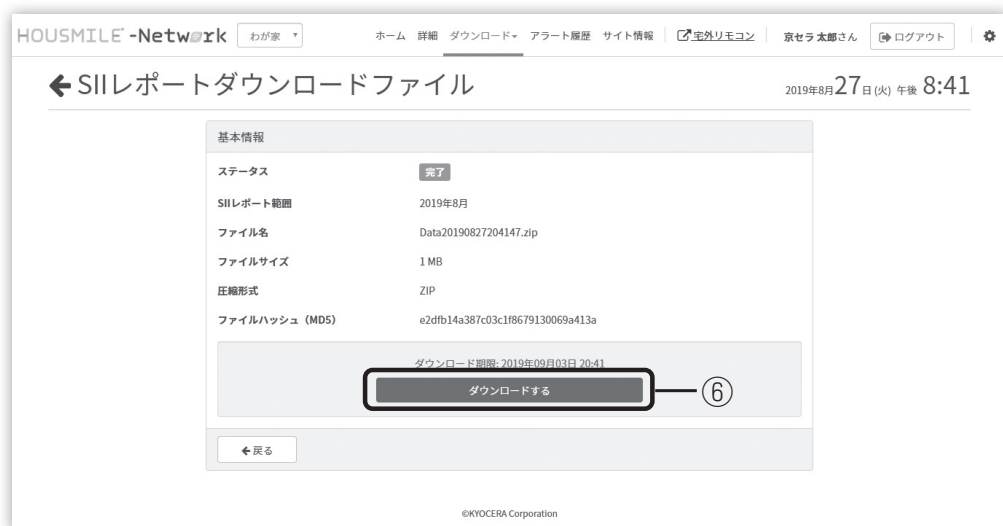 HOUSMILE-Network わが家 ホーム 詳細 ダウンロード アラート履歴 サイト情報 宅外リモコン 京セラ 太郎さん ログアウト
SIIレポートダウンロードファイル 2019年8月27日(火) 午後 8:41
基本情報
ステータス 完了
SIIレポート範囲 2019年8月
ファイル名 Data20190827204147.zip
ファイルサイズ 1 MB
圧縮形式 ZIP
ファイルハッシュ（MD5） e2dfb14a387c03c1f8679130069a413a
ダウンロード期限: 2019年09月03日 20:41
ダウンロードする ⑥
戻る
©KYOCERA Corporation